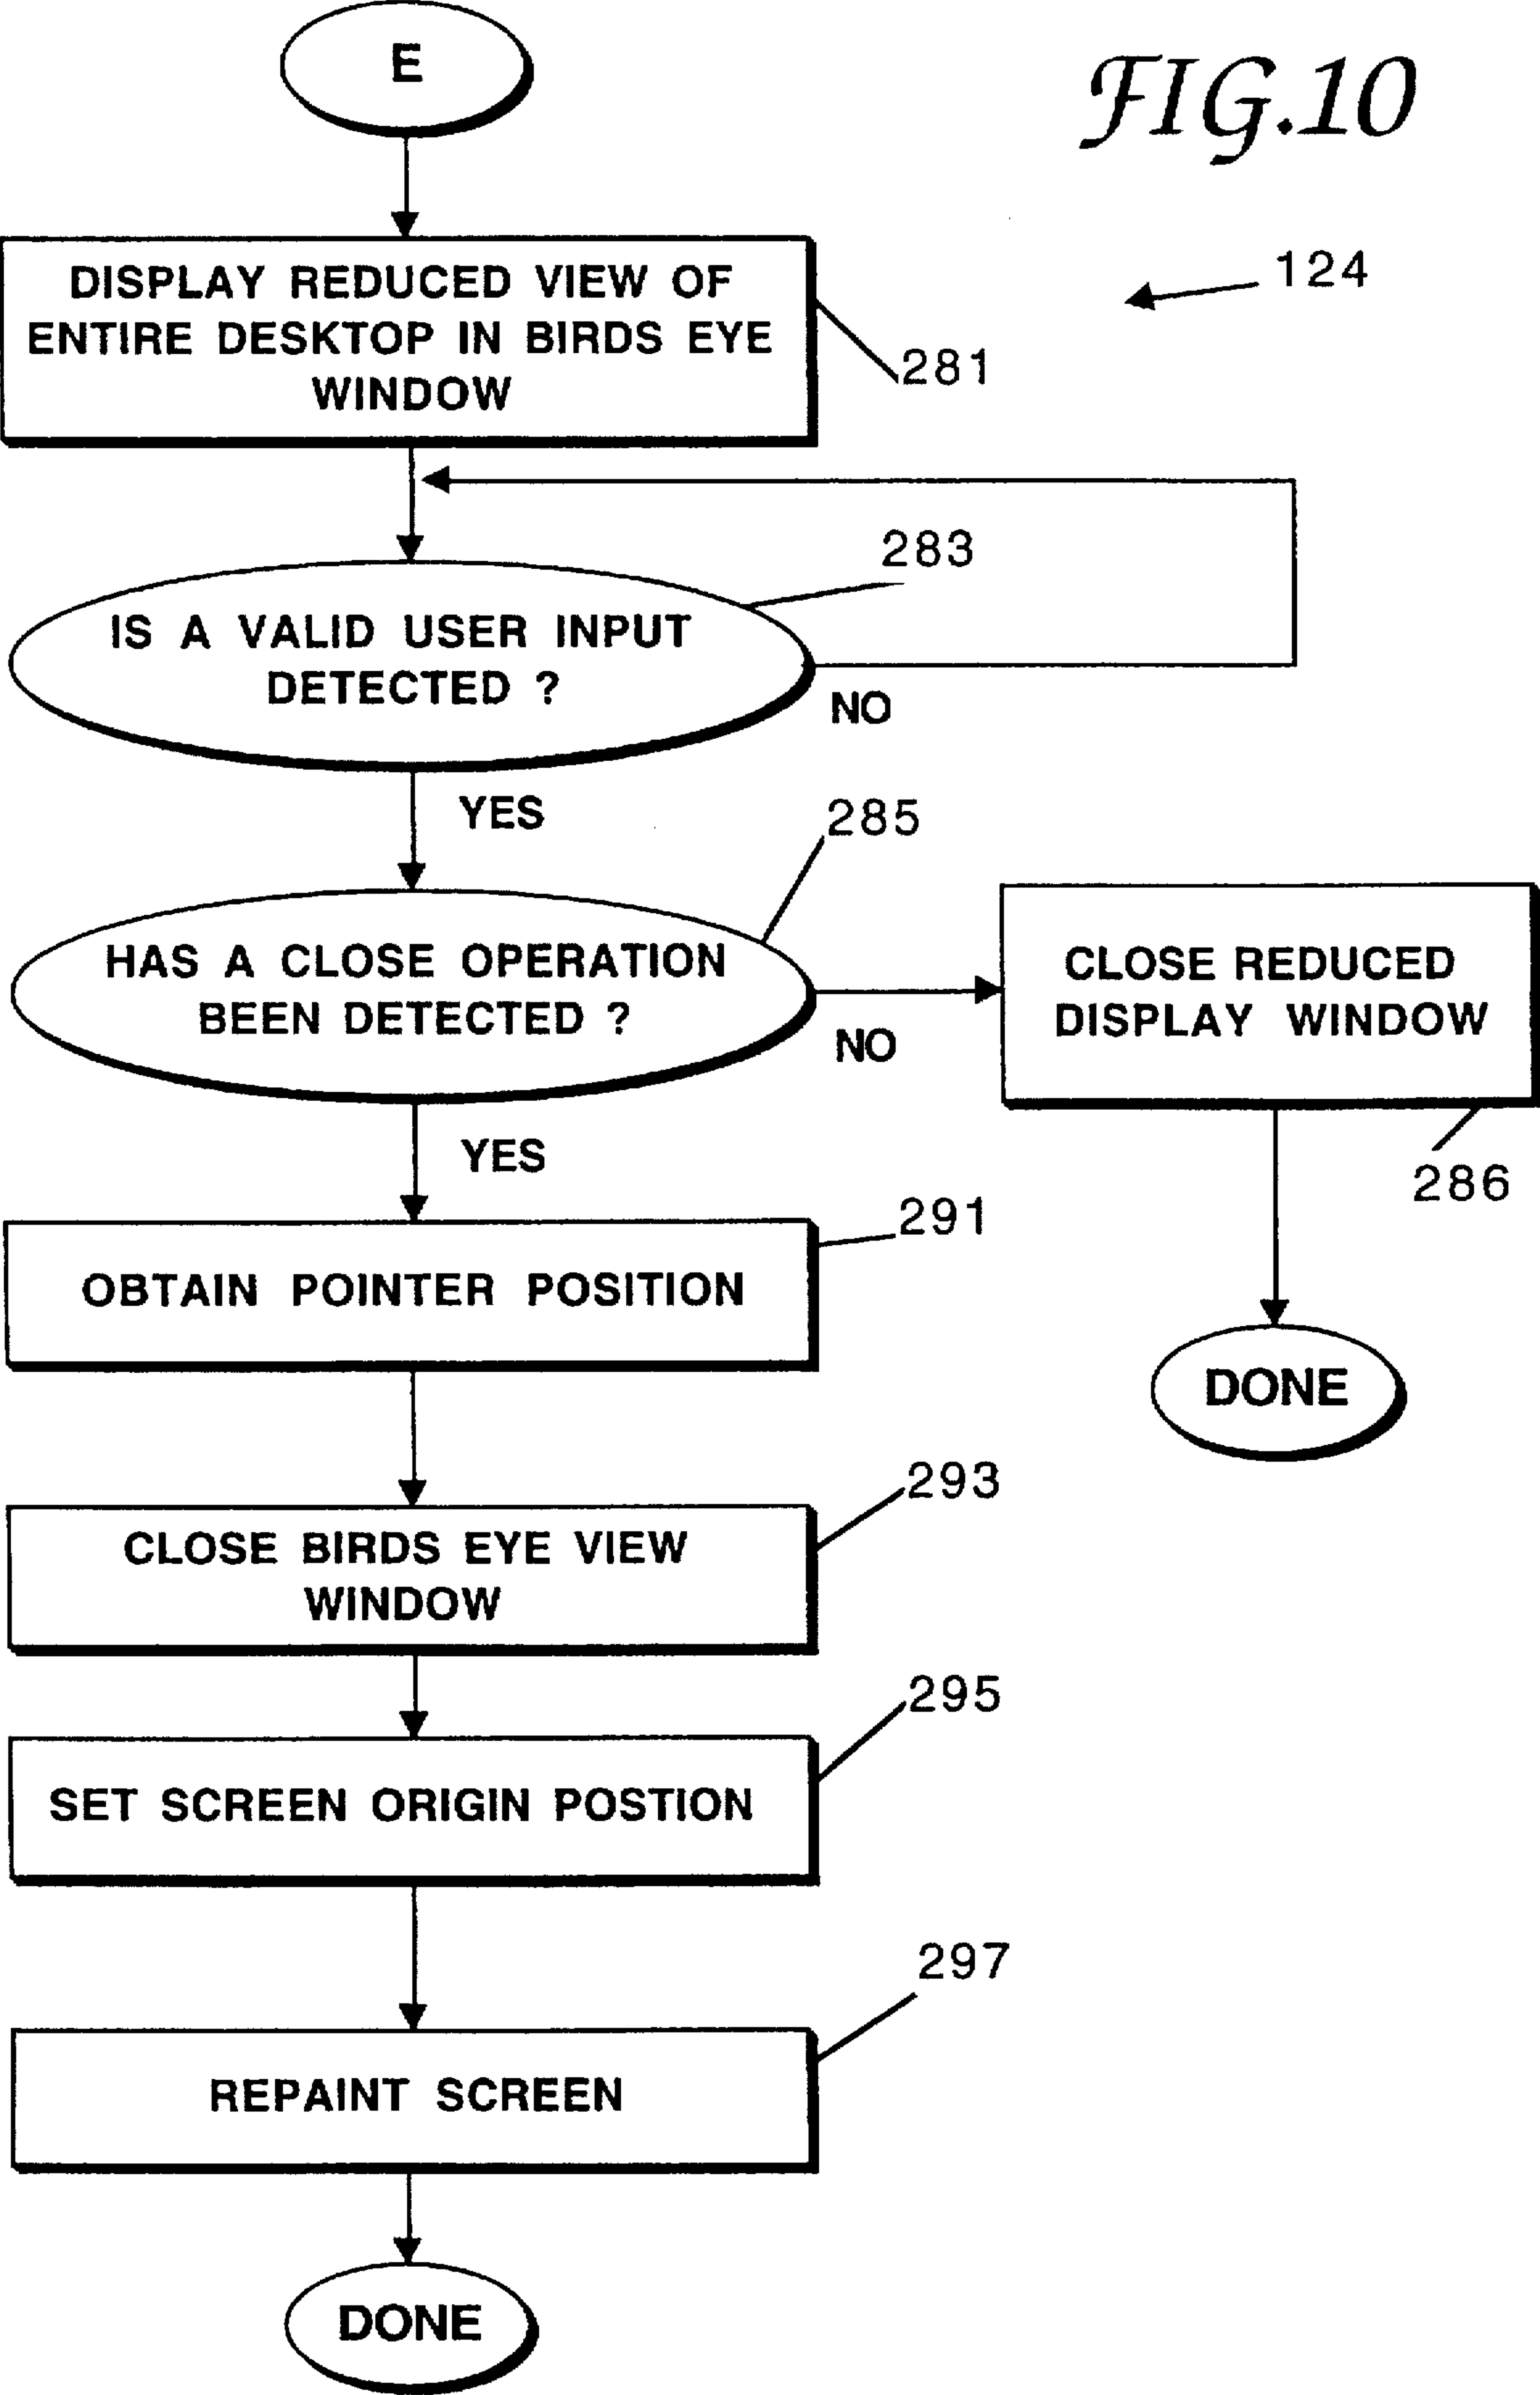 E
FIG.10
124
DISPLAY REDUCED VIEW OF
ENTIRE DESKTOP IN BIRDS EYE
WINDOW
281
283
IS A VALID USER INPUT
DETECTED ?
NO
YES
285
HAS A CLOSE OPERATION
BEEN DETECTED ?
NO
CLOSE REDUCED
DISPLAY WINDOW
286
YES
291
OBTAIN POINTER POSITION
DONE
293
CLOSE BIRDS EYE VIEW
WINDOW
295
SET SCREEN ORIGIN POSTION
297
REPAINT SCREEN
DONE